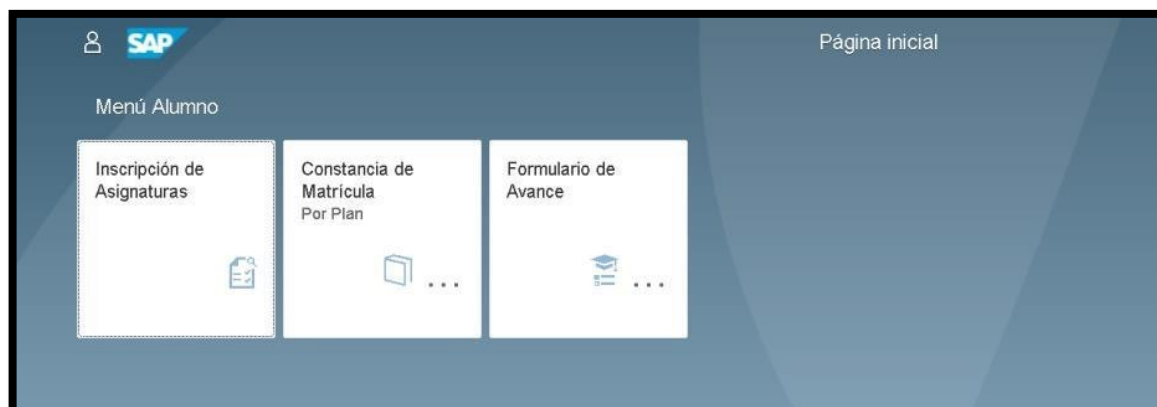 SAP
Página inicial
Menú Alumno
Inscripción de
Asignaturas
Constancia de
Matrícula
Por Plan
...
Formulario de
Avance
...